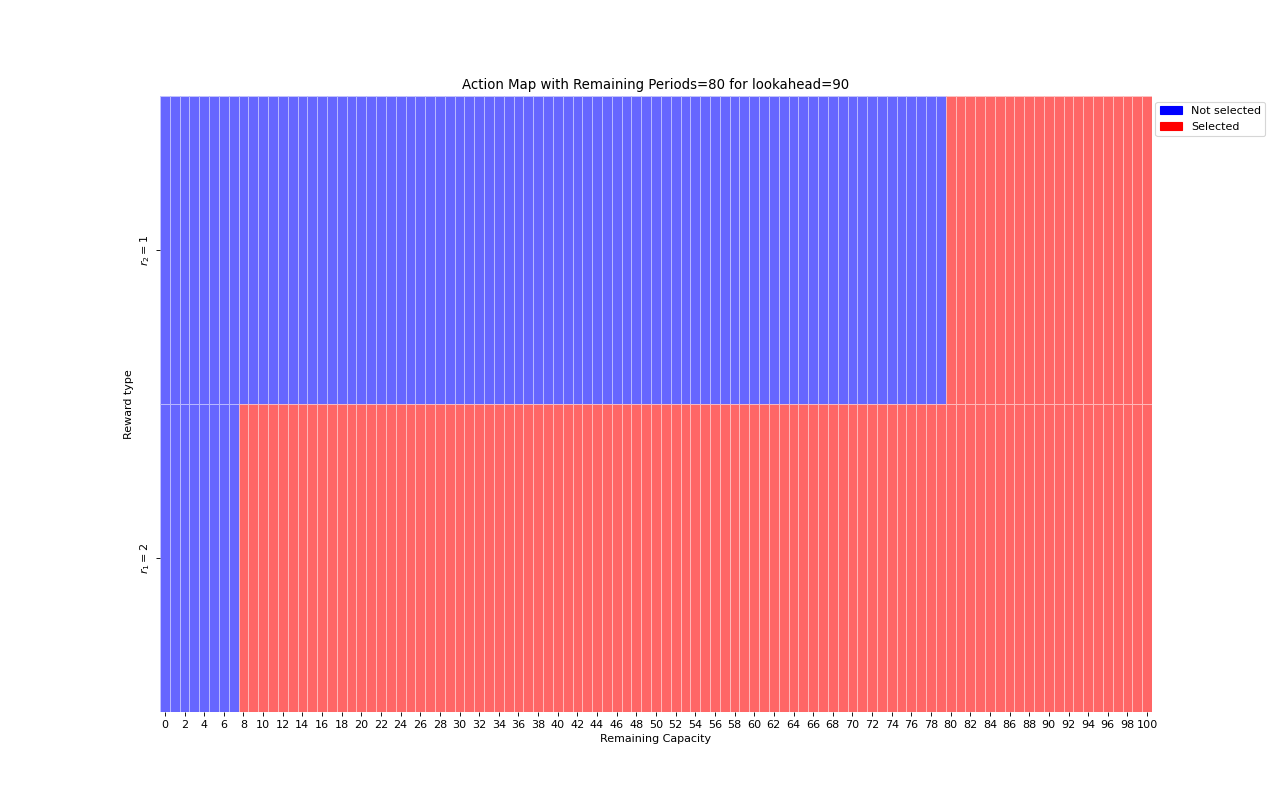 Action Map with Remaining Periods=80 for lookahead=90
Not selected
Selected
r₂ = 1
Reward type
r₁ = 2
0 2 4 6 8 10 12 14 16 18 20 22 24 26 28 30 32 34 36 38 40 42 44 46 48 50 52 54 56 58 60 62 64 66 68 70 72 74 76 78 80 82 84 86 88 90 92 94 96 98 100
Remaining Capacity